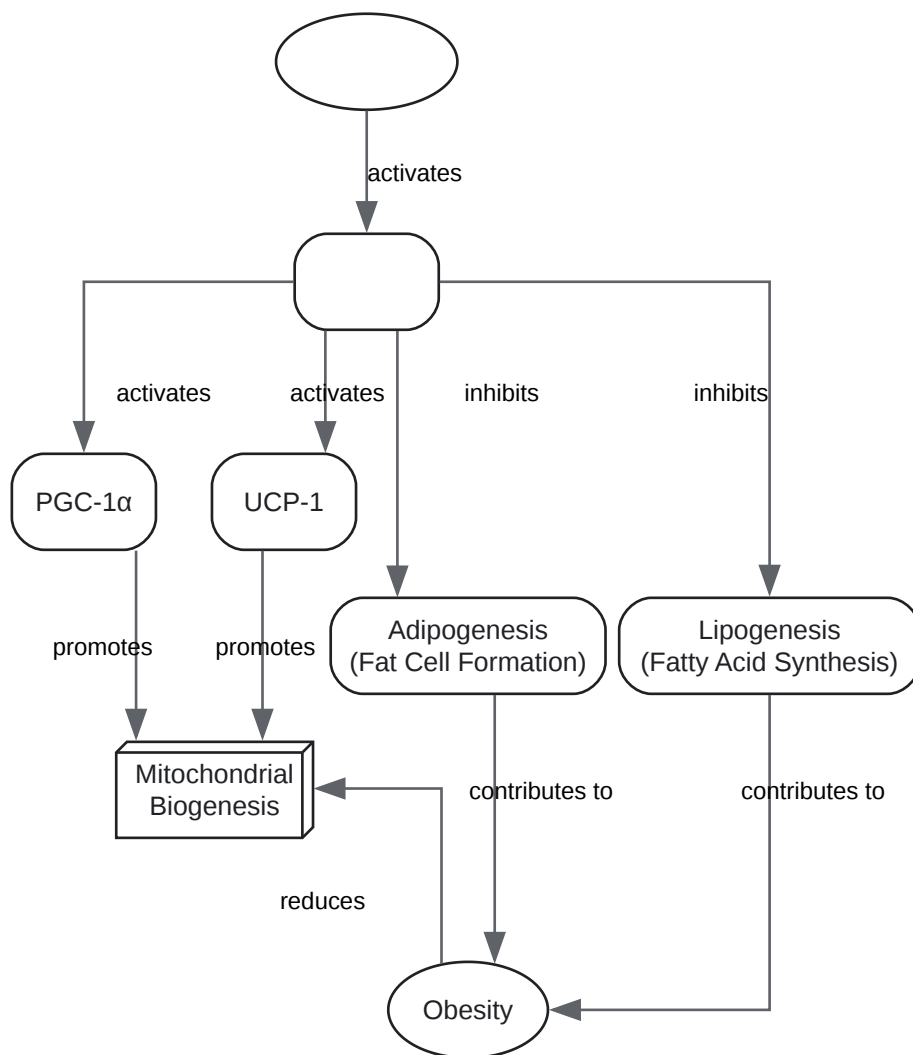 activates
activates
activates
inhibits
inhibits
PGC-1α
UCP-1
Adipogenesis
(Fat Cell Formation)
Lipogenesis
(Fatty Acid Synthesis)
promotes
promotes
Mitochondrial
Biogenesis
contributes to
contributes to
reduces
Obesity